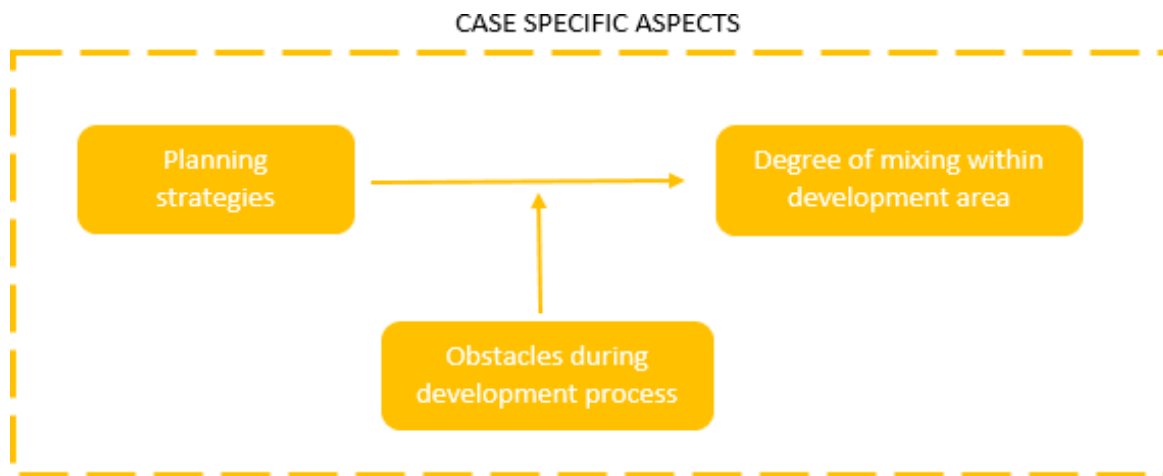 CASE SPECIFIC ASPECTS
Planning
strategies
Degree of mixing within
development area
Obstacles during
development process